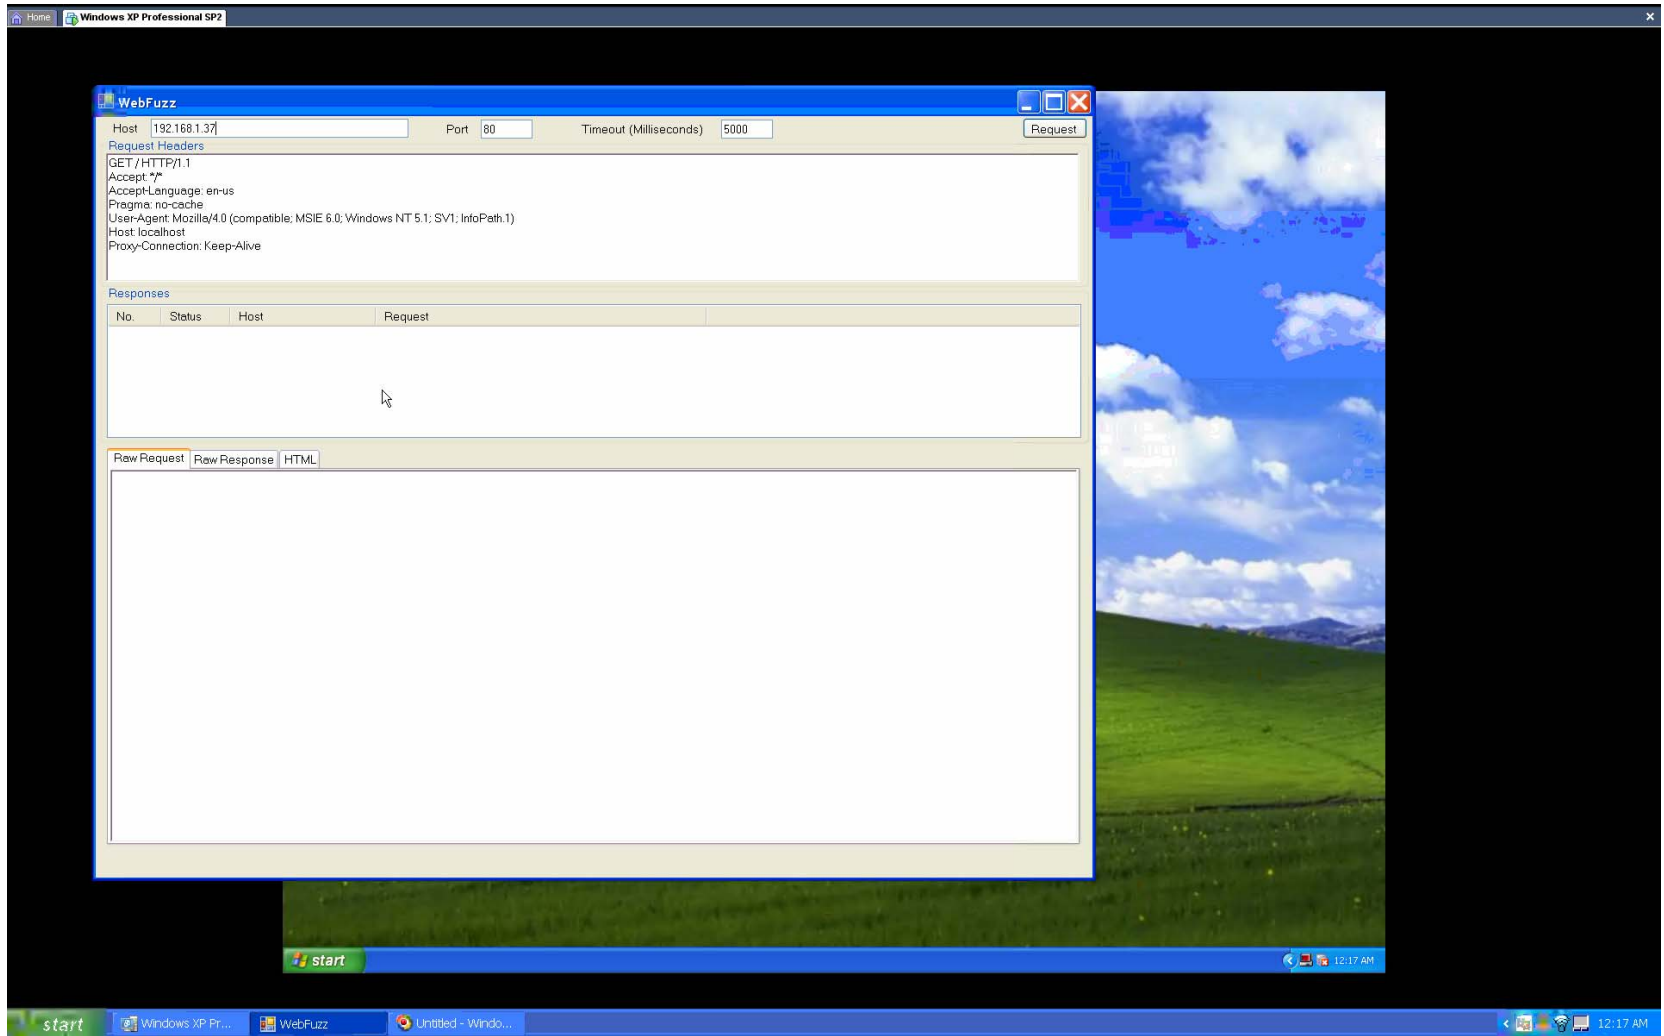 Home Windows XP Professional SP2
WebFuzz
Host 192.168.1.37 Port 80 Timeout (Milliseconds) 5000 Request
Request Headers
GET / HTTP/1.1
Accept: */*
Accept-Language: en-us
Pragma: no-cache
User-Agent: Mozilla/4.0 (compatible; MSIE 6.0; Windows NT 5.1; SV1; InfoPath.1)
Host: localhost
Proxy-Connection: Keep-Alive
Responses
No. Status Host Request
Raw Request Raw Response HTML
start 12:17 AM
start Windows XP Pr... WebFuzz Untitled - Windo... 12:17 AM